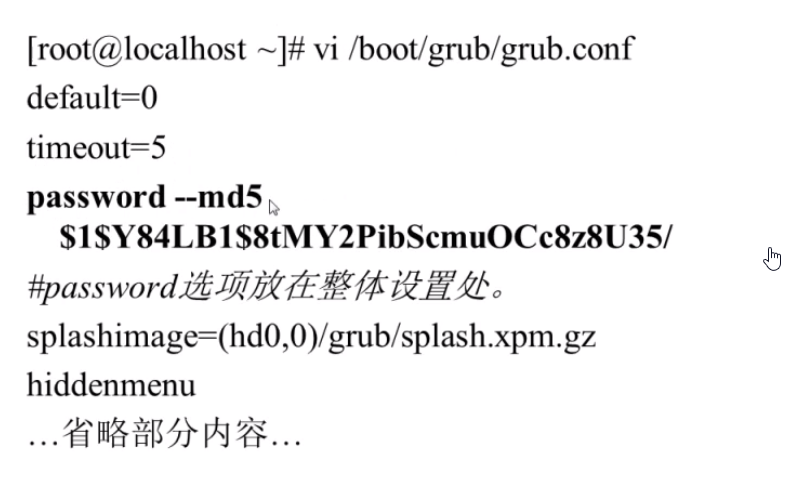 [root@localhost ~]# vi /boot/grub/grub.conf
default=0
timeout=5
password --md5
$1$Y84LB1$8tMY2PibScmuOCc8z8U35/
#password选项放在整体设置处。
splashimage=(hd0,0)/grub/splash.xpm.gz
hiddenmenu
…省略部分内容…